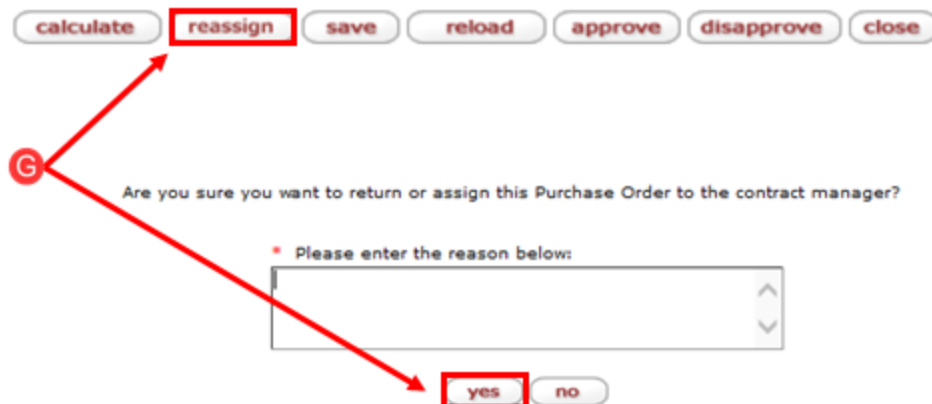 calculate reassign save reload approve disapprove close
G
Are you sure you want to return or assign this Purchase Order to the contract manager?
* Please enter the reason below:
yes no